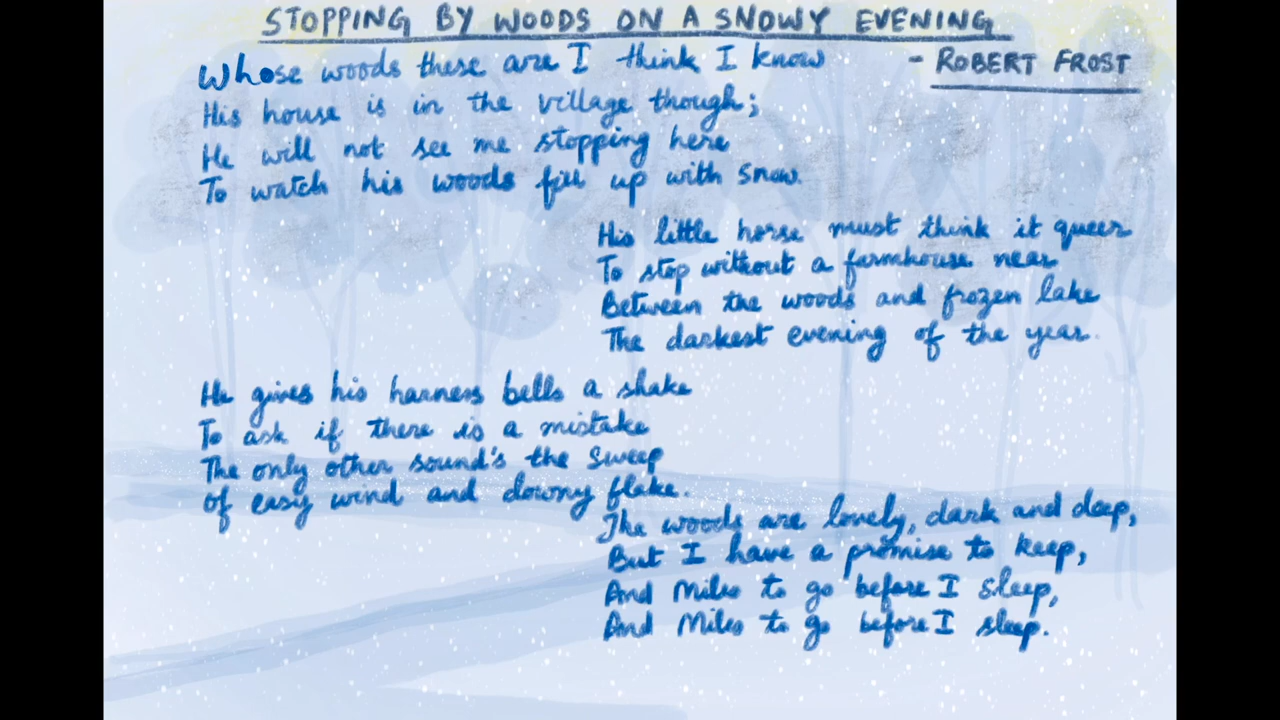 STOPPING BY WOODS ON A SNOWY EVENING
- ROBERT FROST
Whose woods these are I think I know
His house is in the village though;
He will not see me stopping here
To watch his woods fill up with snow.
His little horse must think it queer
To stop without a farmhouse near
Between the woods and frozen lake
The darkest evening of the year.
He gives his harness bells a shake
To ask if there is a mistake
The only other sound's the sweep
of easy wind and downy flake.
The woods are lovely, dark and deep,
But I have a promise to keep,
And Miles to go before I sleep,
And Miles to go before I sleep.